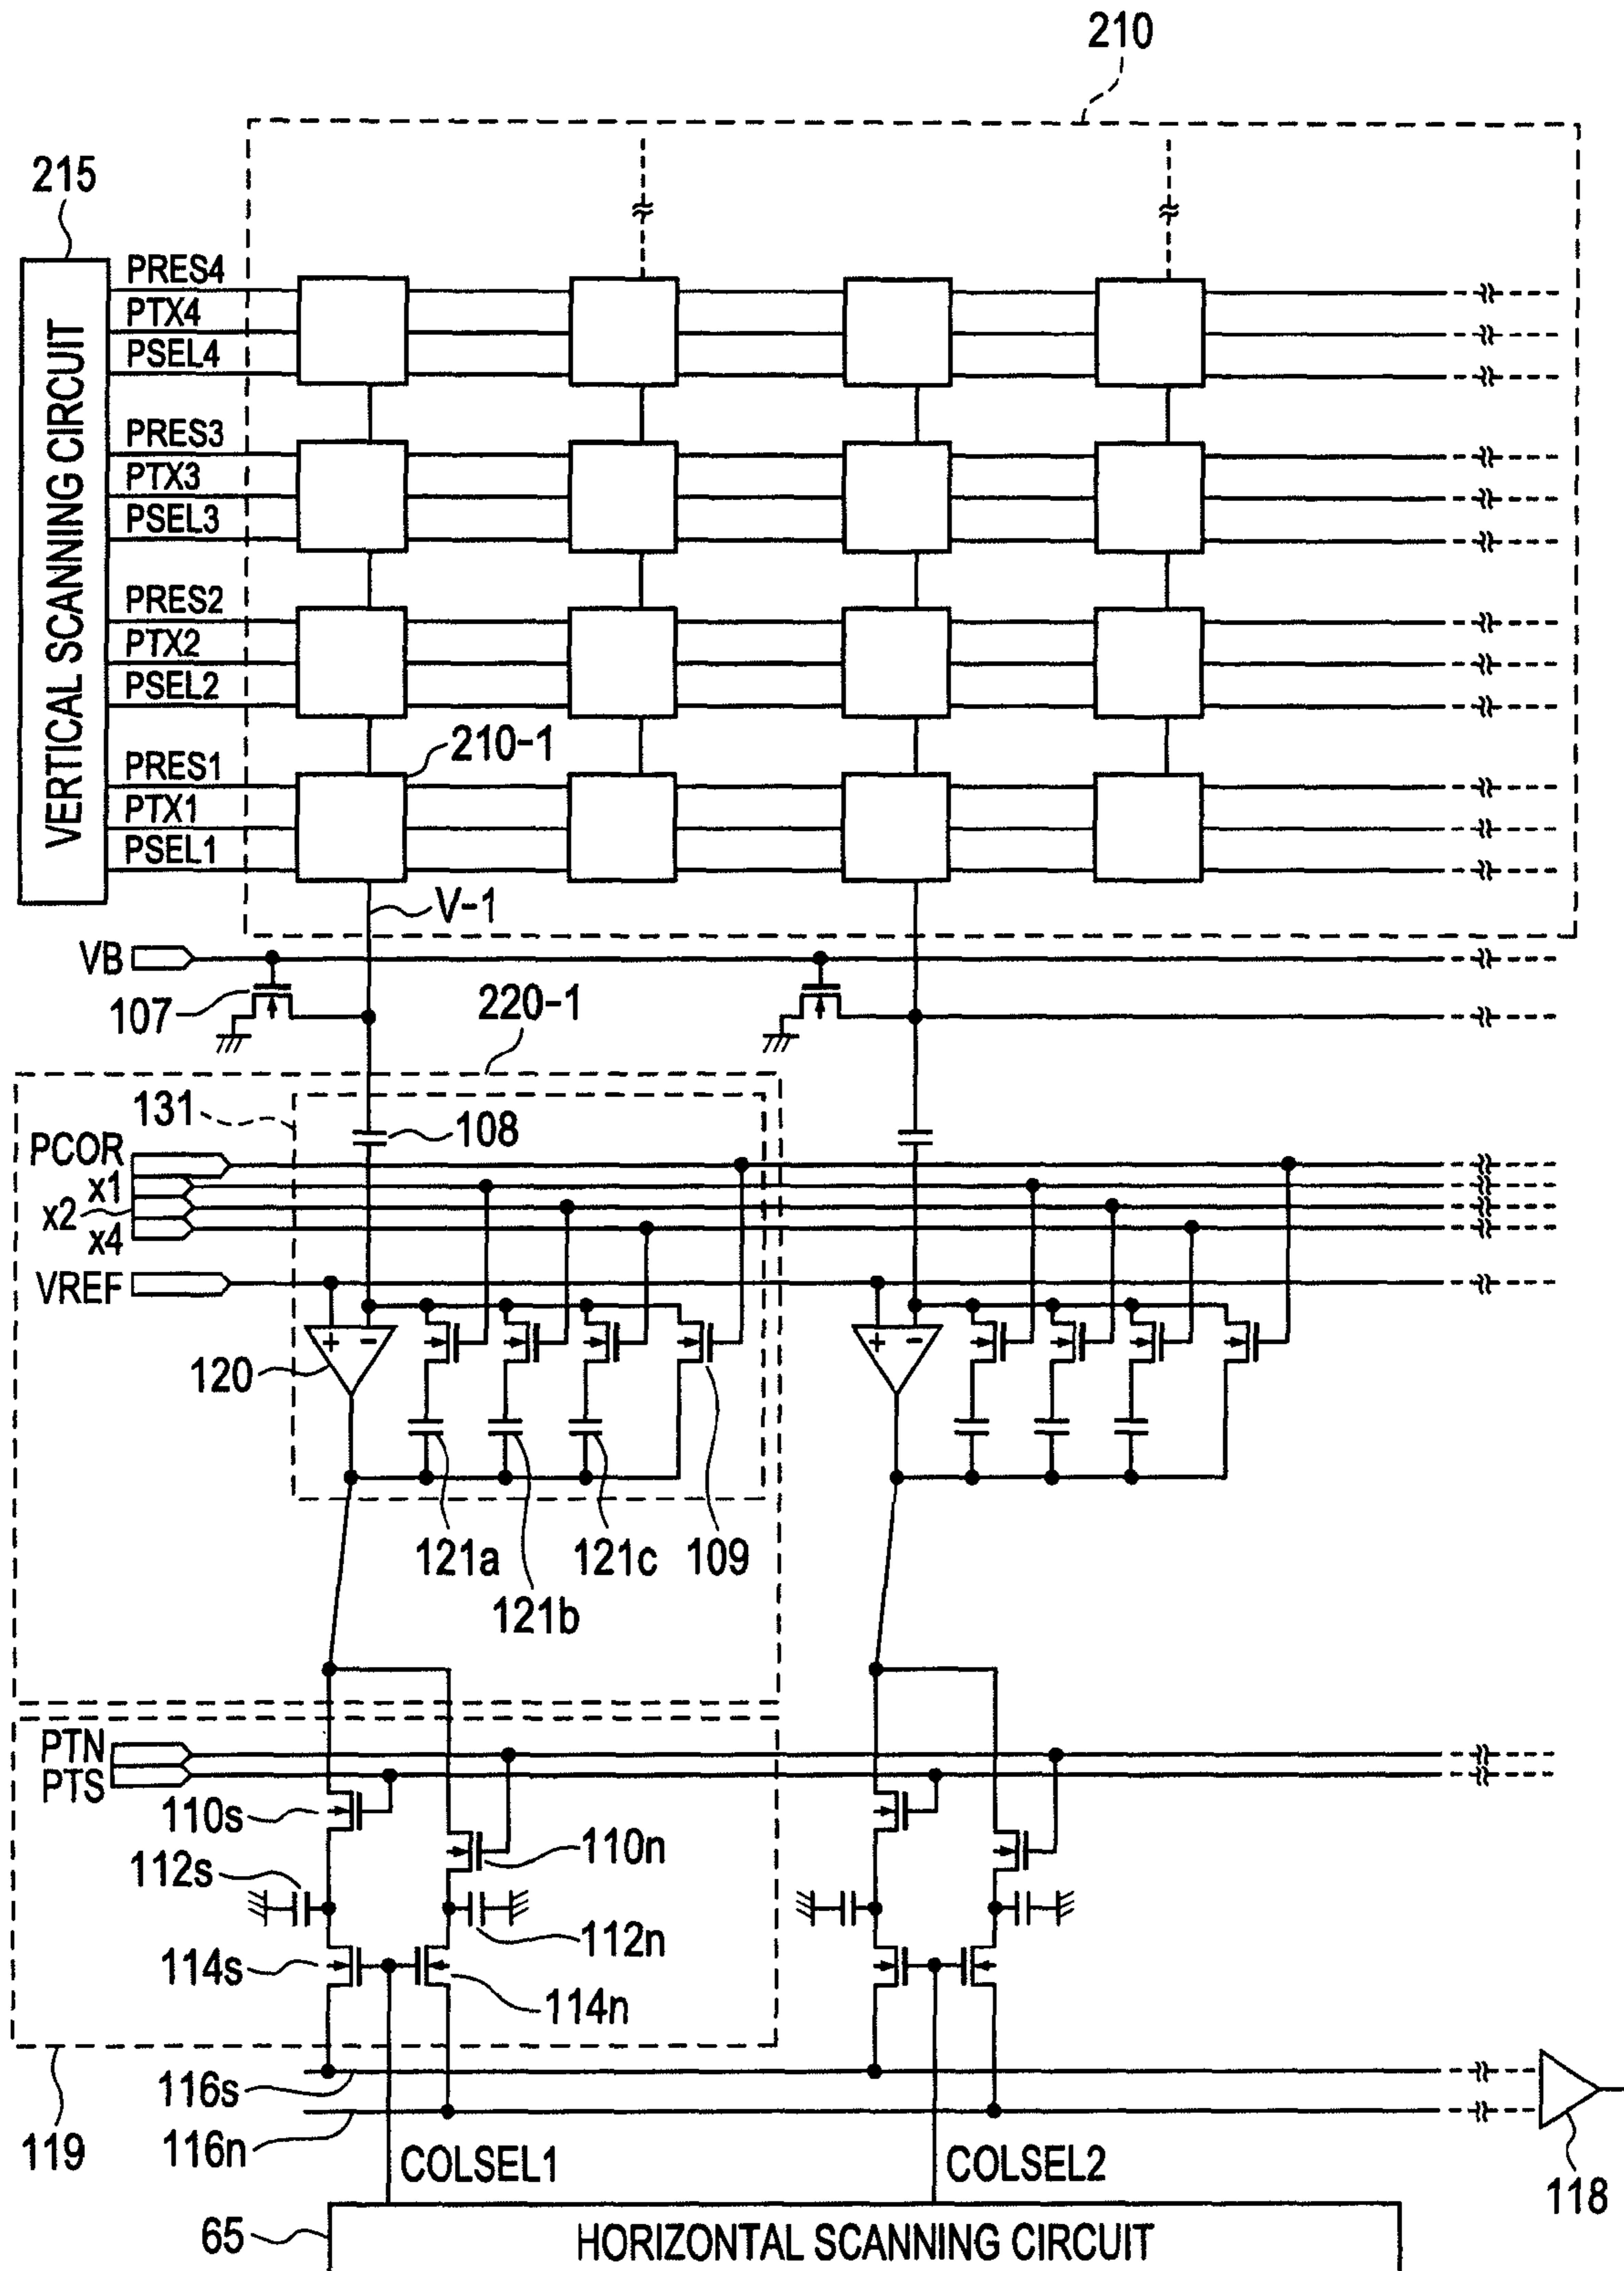 210
215
VERTICAL SCANNING CIRCUIT
PRES4
PTX4
PSEL4
PRES3
PTX3
PSEL3
PRES2
PTX2
PSEL2
210-1
PRES1
PTX1
PSEL1
V-1
VB
107
220-1
131
108
PCOR
x1
x2
x4
VREF
+ −
+ −
120
121a
121c
109
121b
PTN
PTS
110s
110n
112s
112n
114s
114n
116s
116n
119
COLSEL1
COLSEL2
118
65
HORIZONTAL SCANNING CIRCUIT